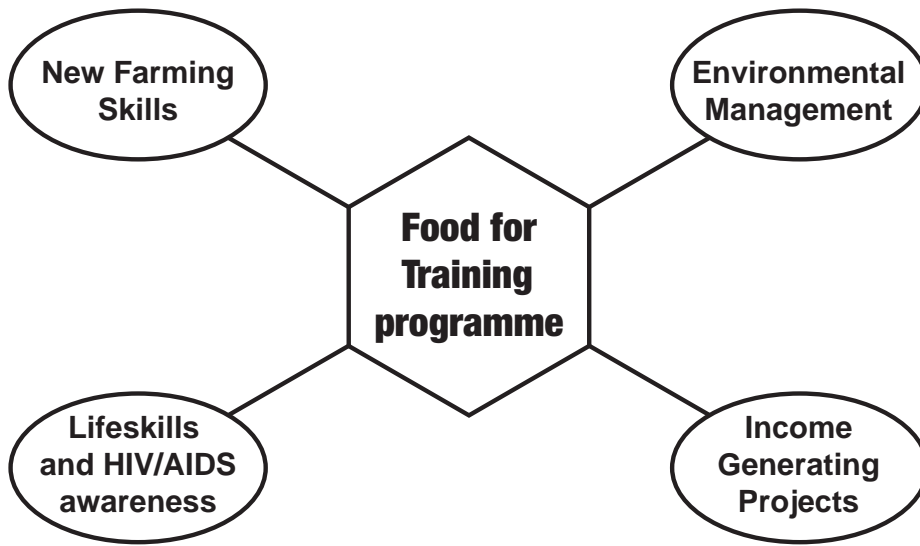 New Farming
Skills
Environmental
Management
Food for
Training
programme
Lifeskills
and HIV/AIDS
awareness
Income
Generating
Projects